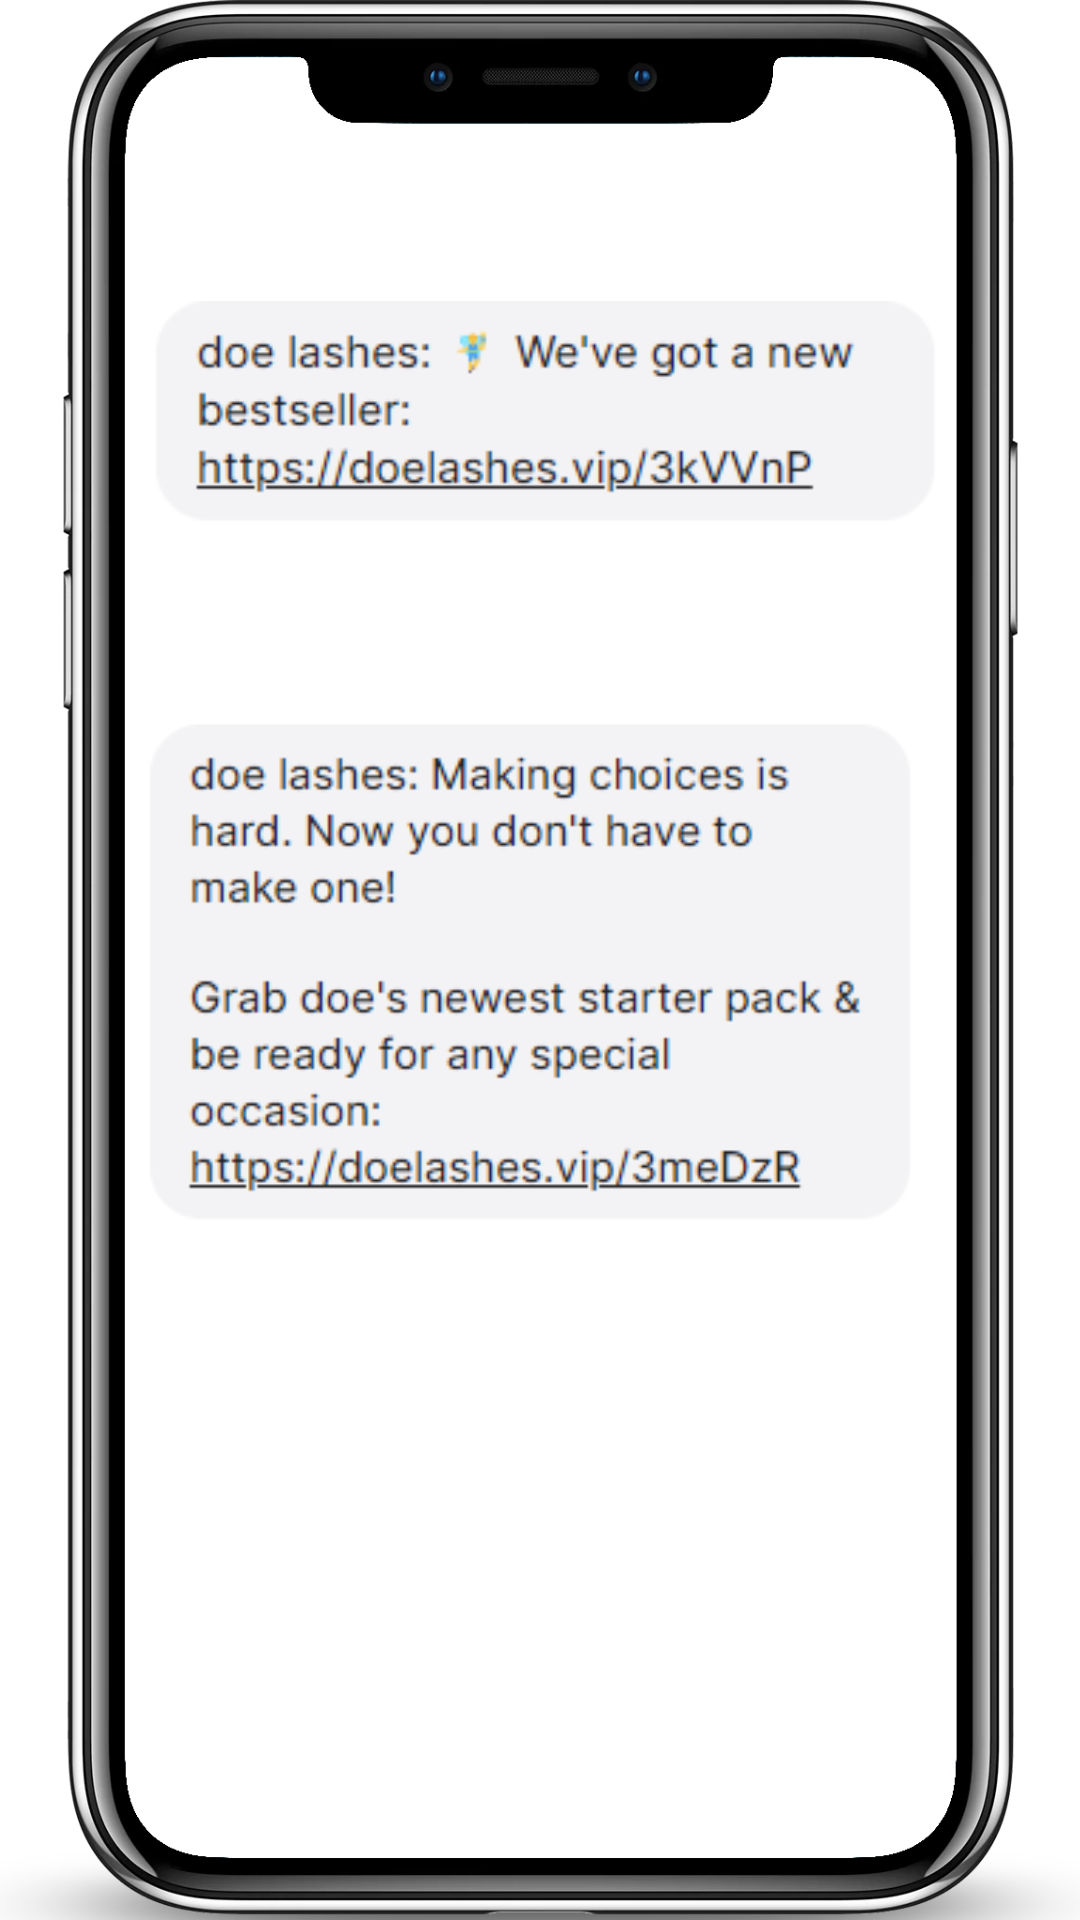 doe lashes: 🧚 We've got a new
bestseller:
https://doelashes.vip/3kVVnP
doe lashes: Making choices is
hard. Now you don't have to
make one!
Grab doe's newest starter pack &
be ready for any special
occasion:
https://doelashes.vip/3meDzR